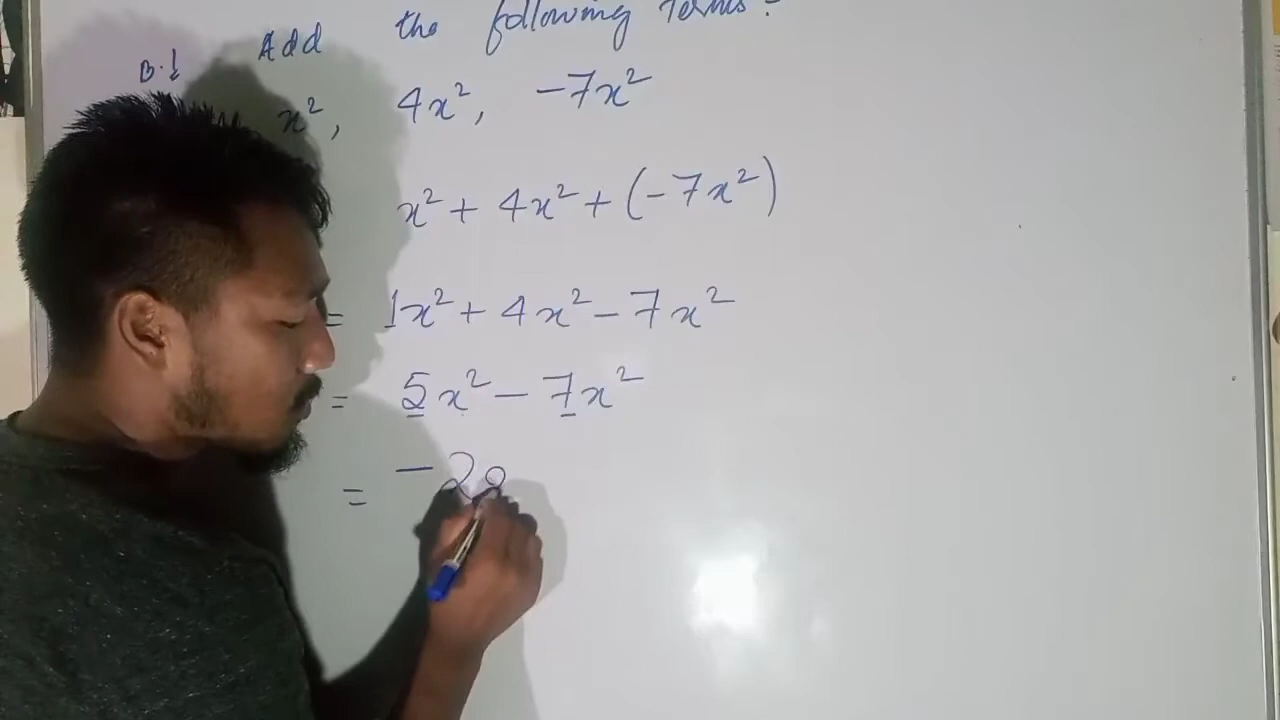 Add the following Terms:
B.1
x², 4x², -7x²
x² + 4x² + (-7x²)
= 1x² + 4x² - 7x²
= 5x² - 7x²
= -2